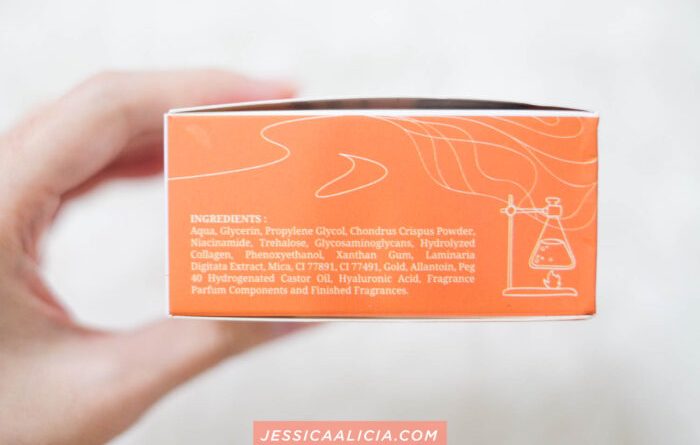 INGREDIENTS :
Aqua, Glycerin, Propylene Glycol, Chondrus Crispus Powder,
Niacinamide, Trehalose, Glycosaminoglycans, Hydrolyzed
Collagen, Phenoxyethanol, Xanthan Gum, Laminaria
Digitata Extract, Mica, CI 77891, CI 77491, Gold, Allantoin, Peg
40 Hydrogenated Castor Oil, Hyaluronic Acid, Fragrance
Parfum Components and Finished Fragrances.
JESSICAALICIA.COM